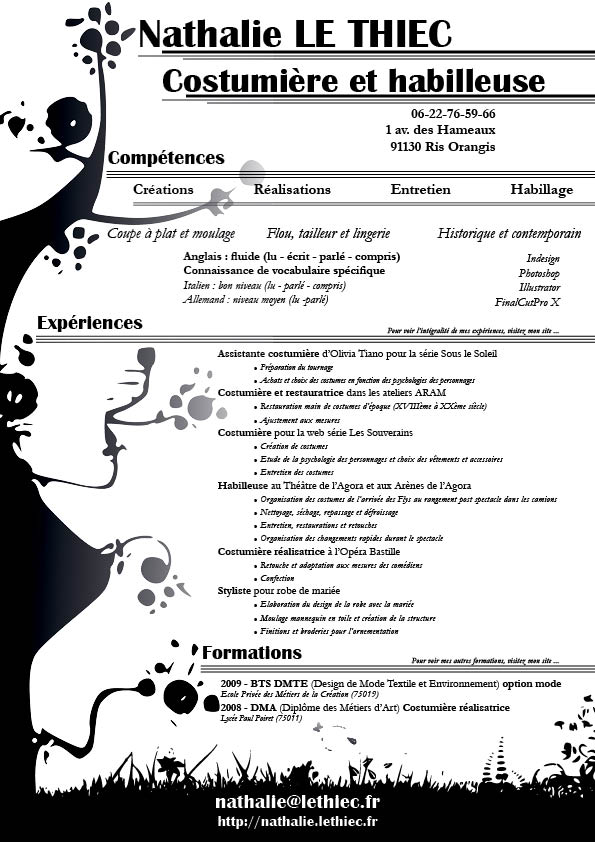 Nathalie LE THIEC
Costumière et habilleuse
06-22-76-59-66
1 av. des Hameaux
91130 Ris Orangis
Compétences
Créations Réalisations Entretien Habillage
Coupe à plat et moulage Flou, tailleur et lingerie Historique et contemporain
Anglais : fluide (lu - écrit - parlé - compris)
Connaissance de vocabulaire spécifique
Italien : bon niveau (lu - parlé - compris)
Allemand : niveau moyen (lu -parlé)
Indesign
Photoshop
Illustrator
FinalCutPro X
Expériences
Pour voir l'intégralité de mes expériences, visitez mon site ...
Assistante costumière d'Olivia Tiano pour la série Sous le Soleil
• Préparation du tournage
• Achats et choix des costumes en fonction des psychologies des personnages
Costumière et restauratrice dans les ateliers ARAM
• Restauration main de costumes d'époque (XVIIIème à XXème siècle)
• Ajustement aux mesures
Costumière pour la web série Les Souverains
• Création de costumes
• Etude de la psychologie des personnages et choix des vêtements et accessoires
• Entretien des costumes
Habilleuse au Théâtre de l'Agora et aux Arènes de l'Agora
• Organisation des costumes de l'arrivée des Flys au rangement post spectacle dans les camions
• Nettoyage, séchage, repassage et défroissage
• Entretien, restaurations et retouches
• Organisation des changements rapides durant le spectacle
Costumière réalisatrice à l'Opéra Bastille
• Retouche et adaptation aux mesures des comédiens
• Confection
Styliste pour robe de mariée
• Elaboration du design de la robe avec la mariée
• Moulage mannequin en toile et création de la structure
• Finitions et broderies pour l'ornementation
Formations
Pour voir mes autres formations, visitez mon site ...
2009 - BTS DMTE (Design de Mode Textile et Environnement) option mode
Ecole Privée des Métiers de la Création (75019)
2008 - DMA (Diplôme des Métiers d'Art) Costumière réalisatrice
Lycée Paul Poiret (75011)
nathalie@lethiec.fr
http://nathalie.lethiec.fr